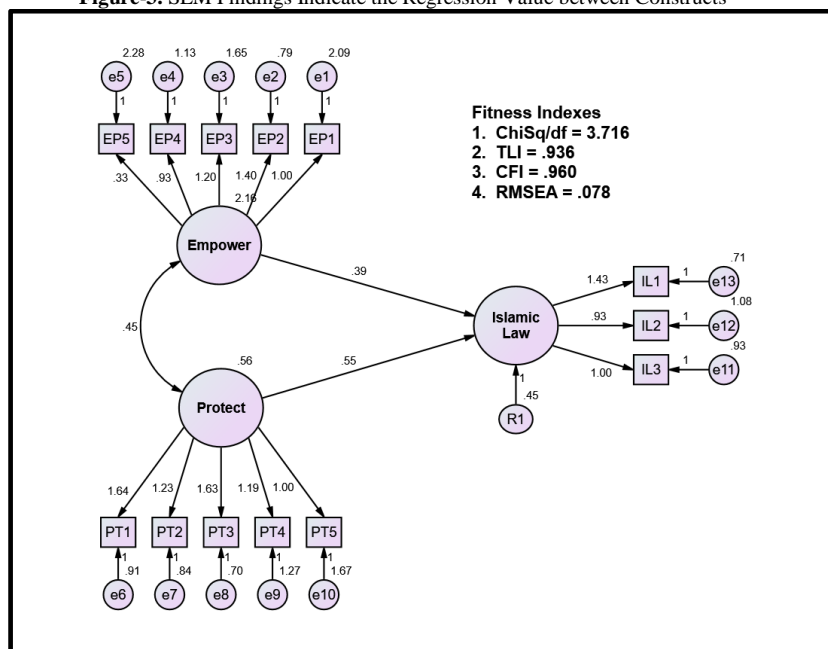 Figure-3. SEM Findings Indicate the Regression Value between Constructs
2.28 1.13 1.65 .79 2.09
e5 e4 e3 e2 e1
1 1 1 1 1
EP5 EP4 EP3 EP2 EP1
.33 .93 1.20 1.40 1.00
2.16
Empower
Fitness Indexes
1. ChiSq/df = 3.716
2. TLI = .936
3. CFI = .960
4. RMSEA = .078
.39
.45
.71
1.43 IL1 1 e13
1.08
Islamic
Law
.93 IL2 1 e12
.93
1.00 IL3 1 e11
.56 .55
1
.45
R1
Protect
1.64 1.23 1.63 1.19 1.00
PT1 PT2 PT3 PT4 PT5
1 1 1 1 1
.91 .84 .70 1.27 1.67
e6 e7 e8 e9 e10